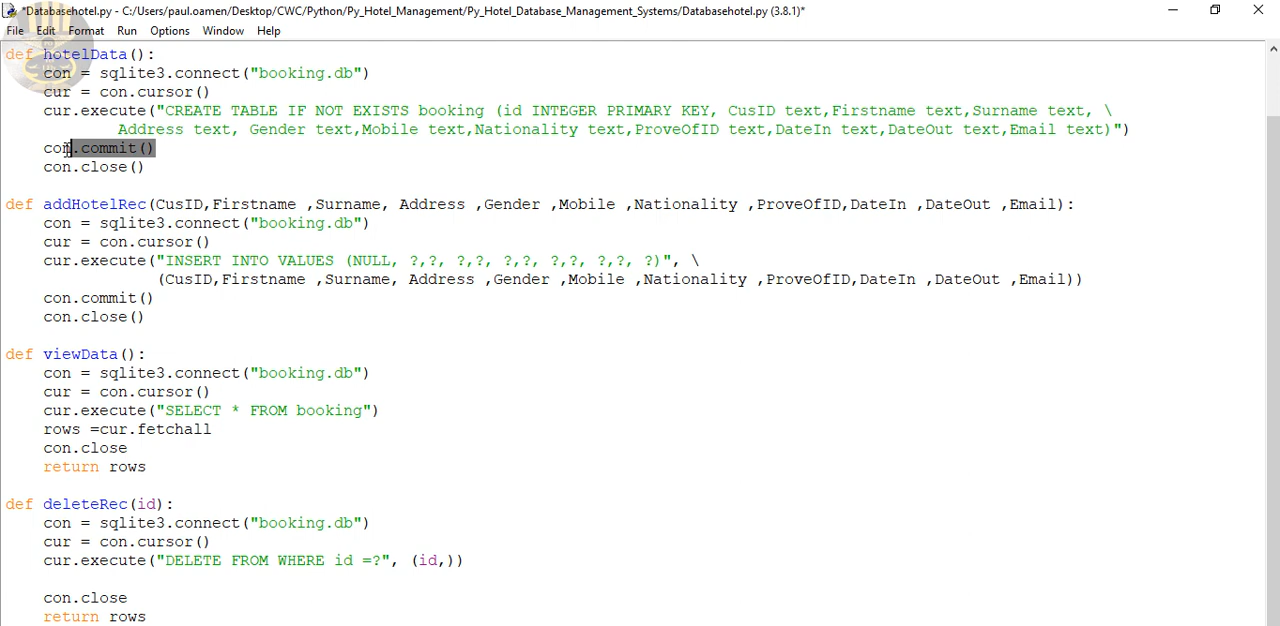 *Databasehotel.py - C:/Users/paul.oamen/Desktop/CWC/Python/Py_Hotel_Management/Py_Hotel_Database_Management_Systems/Databasehotel.py (3.8.1)*
File Edit Format Run Options Window Help
def hotelData():
    con = sqlite3.connect("booking.db")
    cur = con.cursor()
    cur.execute("CREATE TABLE IF NOT EXISTS booking (id INTEGER PRIMARY KEY, CusID text,Firstname text,Surname text, \
            Address text, Gender text,Mobile text,Nationality text,ProveOfID text,DateIn text,DateOut text,Email text)")
    con.commit()
    con.close()
def addHotelRec(CusID,Firstname ,Surname, Address ,Gender ,Mobile ,Nationality ,ProveOfID,DateIn ,DateOut ,Email):
    con = sqlite3.connect("booking.db")
    cur = con.cursor()
    cur.execute("INSERT INTO VALUES (NULL, ?,?, ?,?, ?,?, ?,?, ?,?, ?)", \
                (CusID,Firstname ,Surname, Address ,Gender ,Mobile ,Nationality ,ProveOfID,DateIn ,DateOut ,Email))
    con.commit()
    con.close()
def viewData():
    con = sqlite3.connect("booking.db")
    cur = con.cursor()
    cur.execute("SELECT * FROM booking")
    rows =cur.fetchall
    con.close
    return rows
def deleteRec(id):
    con = sqlite3.connect("booking.db")
    cur = con.cursor()
    cur.execute("DELETE FROM WHERE id =?", (id,))
    con.close
    return rows